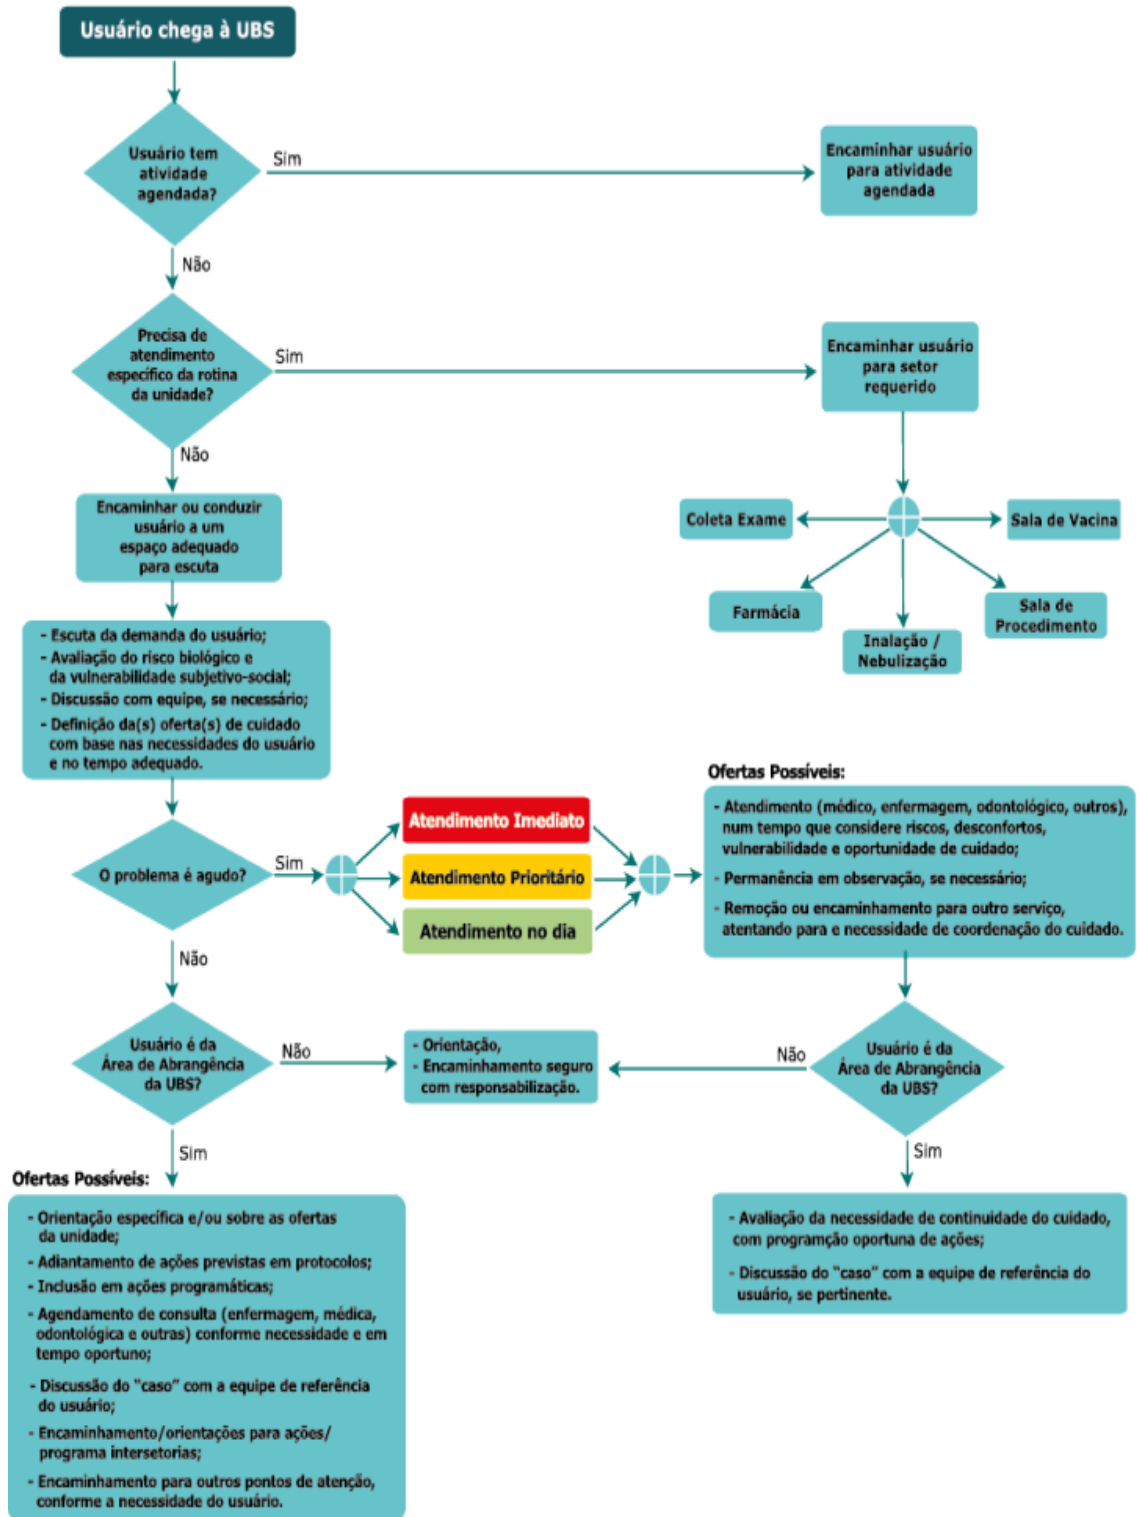 Usuário chega à UBS
Usuário tem
atividade
agendada?
Sim
Encaminhar usuário
para atividade
agendada
Não
Precisa de
atendimento
específico da rotina
da unidade?
Sim
Encaminhar usuário
para setor
requerido
Não
Coleta Exame
Sala de Vacina
Farmácia
Sala de
Procedimento
Inalação /
Nebulização
Encaminhar ou conduzir
usuário a um
espaço adequado
para escuta
- Escuta da demanda do usuário;
- Avaliação do risco biológico e
da vulnerabilidade subjetivo-social;
- Discussão com equipe, se necessário;
- Definição da(s) oferta(s) de cuidado
com base nas necessidades do usuário
e no tempo adequado.
O problema é agudo?
Sim
Atendimento Imediato
Atendimento Prioritário
Atendimento no dia
Ofertas Possíveis:
- Atendimento (médico, enfermagem, odontológico, outros),
num tempo que considere riscos, desconfortos,
vulnerabilidade e oportunidade de cuidado;
- Permanência em observação, se necessário;
- Remoção ou encaminhamento para outro serviço,
atentando para e necessidade de coordenação do cuidado.
Não
Usuário é da
Área de Abrangência
da UBS?
Não
- Orientação,
- Encaminhamento seguro
com responsabilização.
Não
Usuário é da
Área de Abrangência
da UBS?
Sim
Sim
Ofertas Possíveis:
- Orientação específica e/ou sobre as ofertas
da unidade;
- Adiantamento de ações previstas em protocolos;
- Inclusão em ações programáticas;
- Agendamento de consulta (enfermagem, médica,
odontológica e outras) conforme necessidade e em
tempo oportuno;
- Discussão do "caso" com a equipe de referência
do usuário;
- Encaminhamento/orientações para ações/
programa intersetorias;
- Encaminhamento para outros pontos de atenção,
conforme a necessidade do usuário.
- Avaliação da necessidade de continuidade do cuidado,
com programção oportuna de ações;
- Discussão do "caso" com a equipe de referência do
usuário, se pertinente.